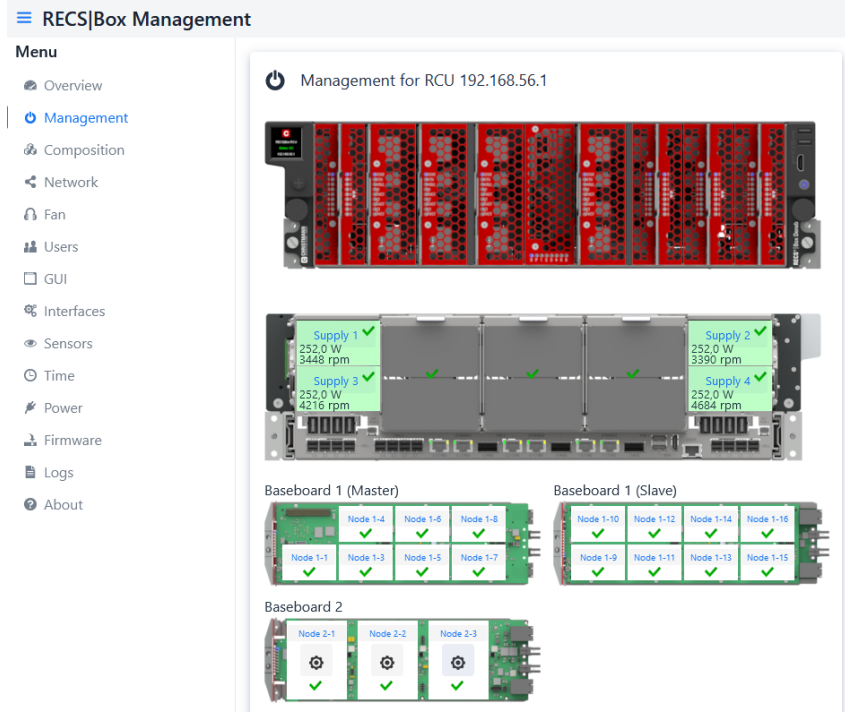 RECS|Box Management
Menu
Overview
Management
Composition
Network
Fan
Users
GUI
Interfaces
Sensors
Time
Power
Firmware
Logs
About
Management for RCU 192.168.56.1
Supply 1
252,0 W
3448 rpm
Supply 2
252,0 W
3390 rpm
Supply 3
252,0 W
4216 rpm
Supply 4
252,0 W
4684 rpm
Baseboard 1 (Master)
Node 1-4 Node 1-6 Node 1-8
Node 1-1 Node 1-3 Node 1-5 Node 1-7
Baseboard 1 (Slave)
Node 1-10 Node 1-12 Node 1-14 Node 1-16
Node 1-9 Node 1-11 Node 1-13 Node 1-15
Baseboard 2
Node 2-1 Node 2-2 Node 2-3